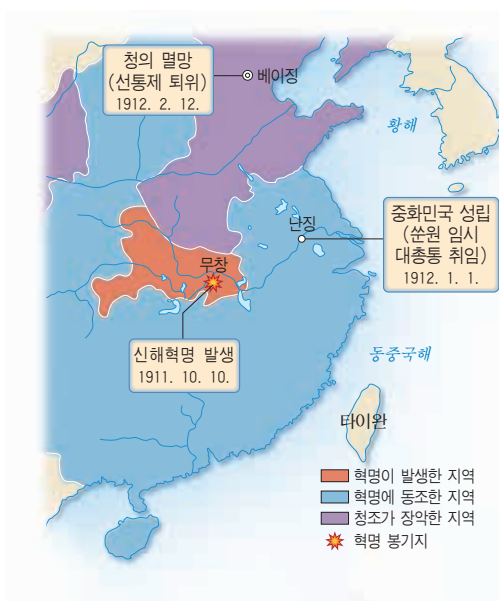 청의 멸망
(선통제 퇴위)
1912. 2. 12.
베이징
황해
난징
중화민국 성립
(쑨원 임시
대총통 취임)
1912. 1. 1.
무창
신해혁명 발생
1911. 10. 10.
동중국해
타이완
혁명이 발생한 지역
혁명에 동조한 지역
청조가 장악한 지역
혁명 봉기지